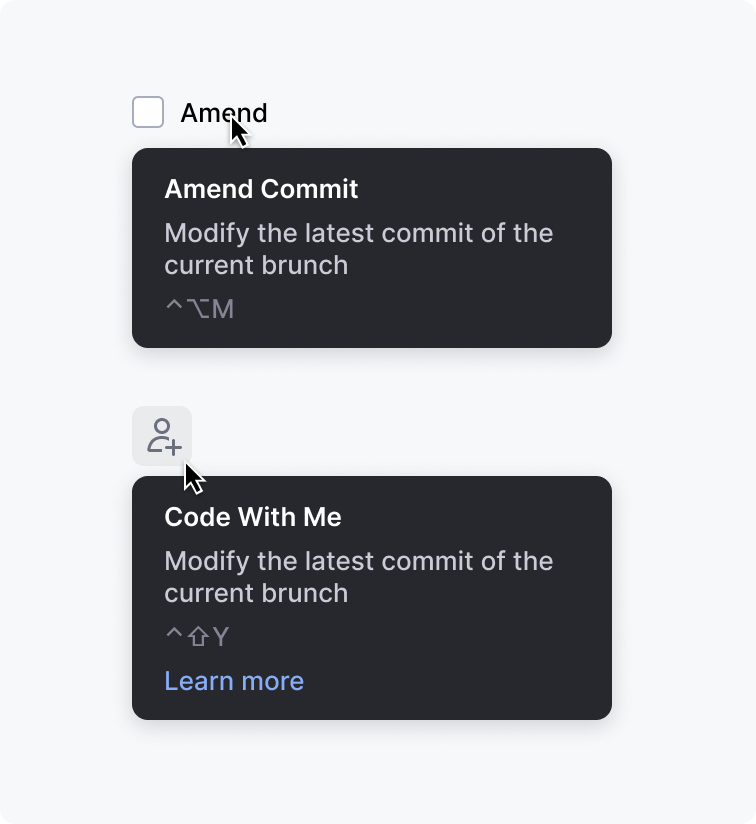 Amend
Amend Commit
Modify the latest commit of the
current brunch
⌃⌥M
Code With Me
Modify the latest commit of the
current brunch
⌃⇧Y
Learn more